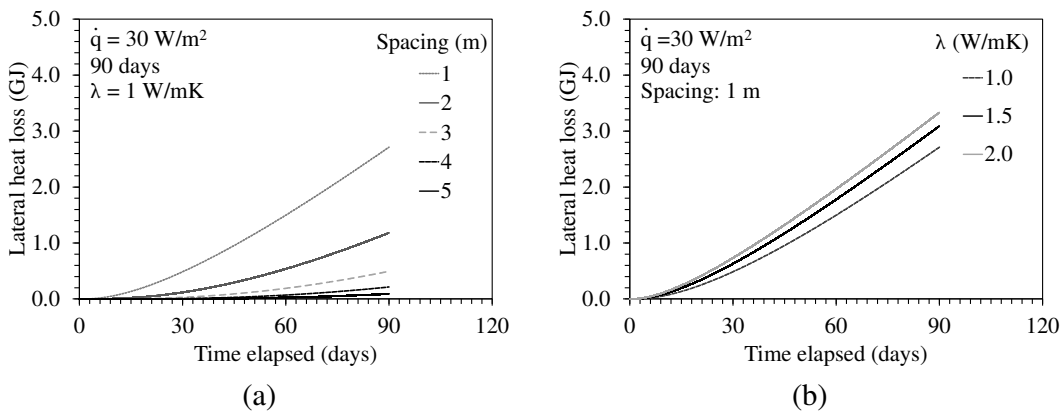 5.0
4.0
3.0
2.0
1.0
0.0
Lateral heat loss (GJ)
q̇ = 30 W/m²
90 days
λ = 1 W/mK
Spacing (m)
1
2
3
4
5
0 30 60 90 120
Time elapsed (days)
(a)
5.0
4.0
3.0
2.0
1.0
0.0
Lateral heat loss (GJ)
q̇ =30 W/m²
90 days
Spacing: 1 m
λ (W/mK)
1.0
1.5
2.0
0 30 60 90 120
Time elapsed (days)
(b)